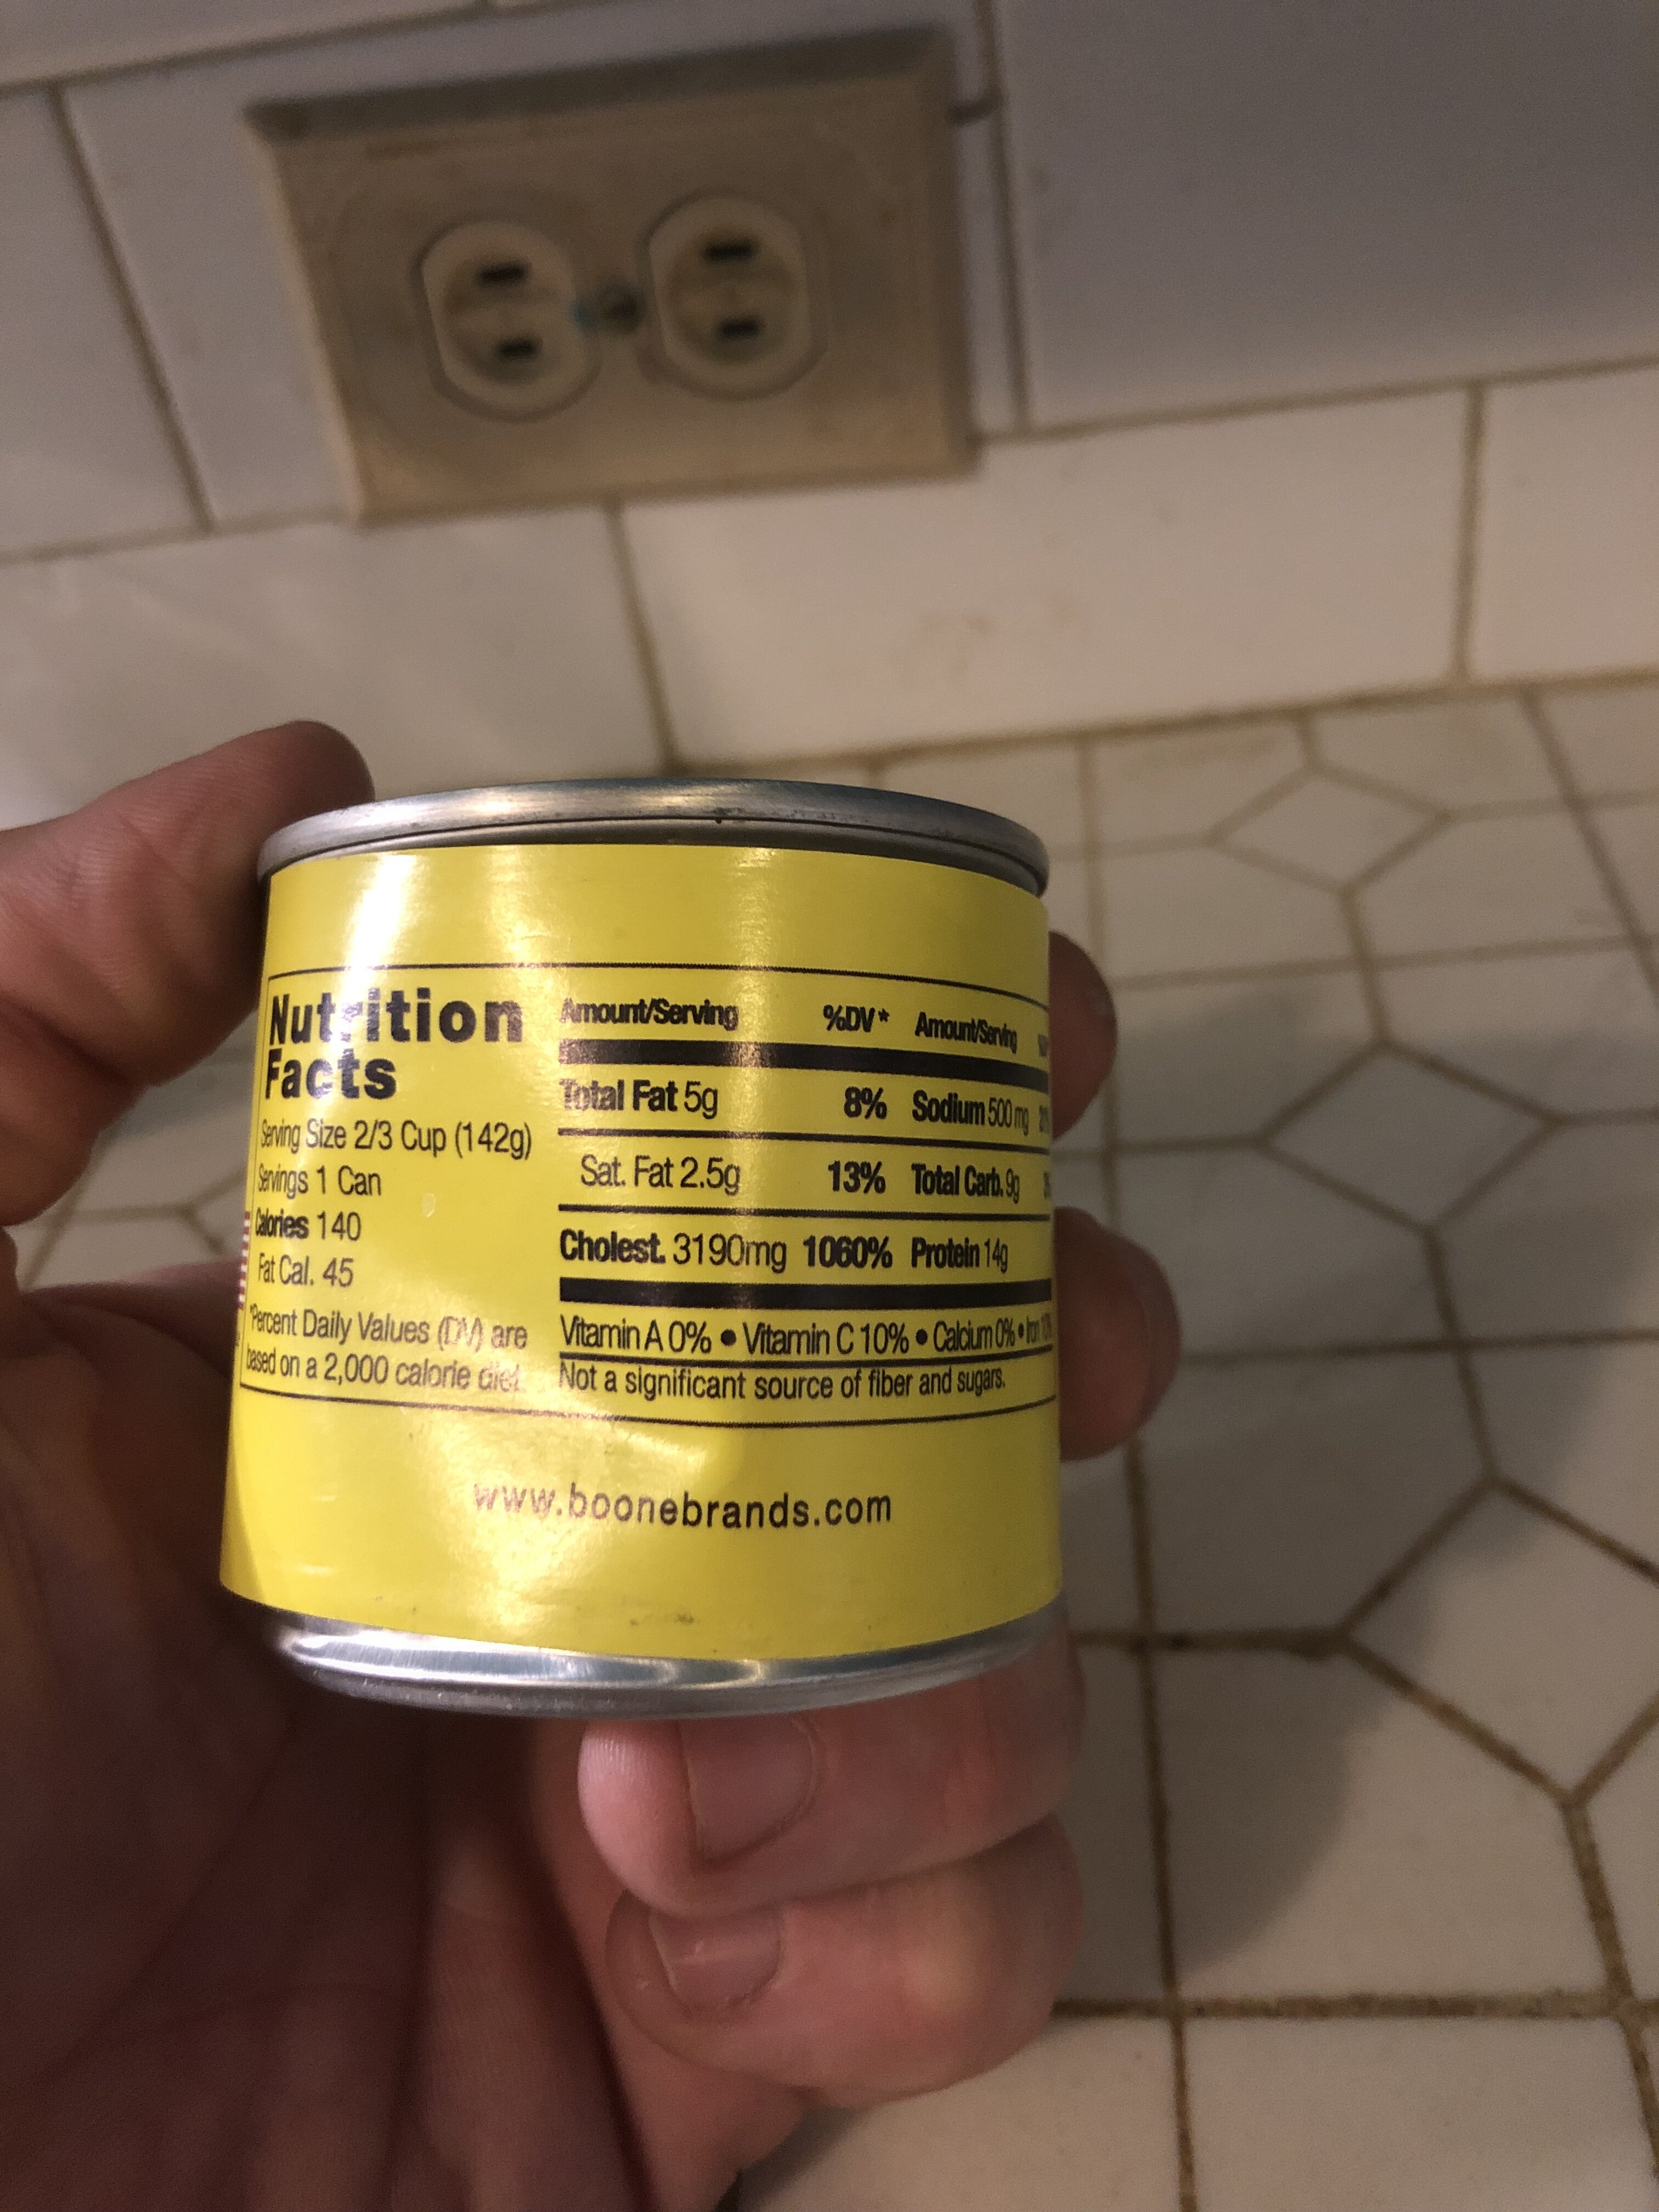 Nutrition
Facts
Serving Size 2/3 Cup (142g)
Servings 1 Can
Calories 140
Fat Cal. 45
*Percent Daily Values (DV) are
based on a 2,000 calorie diet.
Amount/Serving %DV* Amount/Serving
Total Fat 5g 8% Sodium 500mg
Sat. Fat 2.5g 13% Total Carb. 9g
Cholest. 3190mg 1060% Protein 14g
Vitamin A 0% • Vitamin C 10% • Calcium 0% • Iron
Not a significant source of fiber and sugars.
www.boonebrands.com